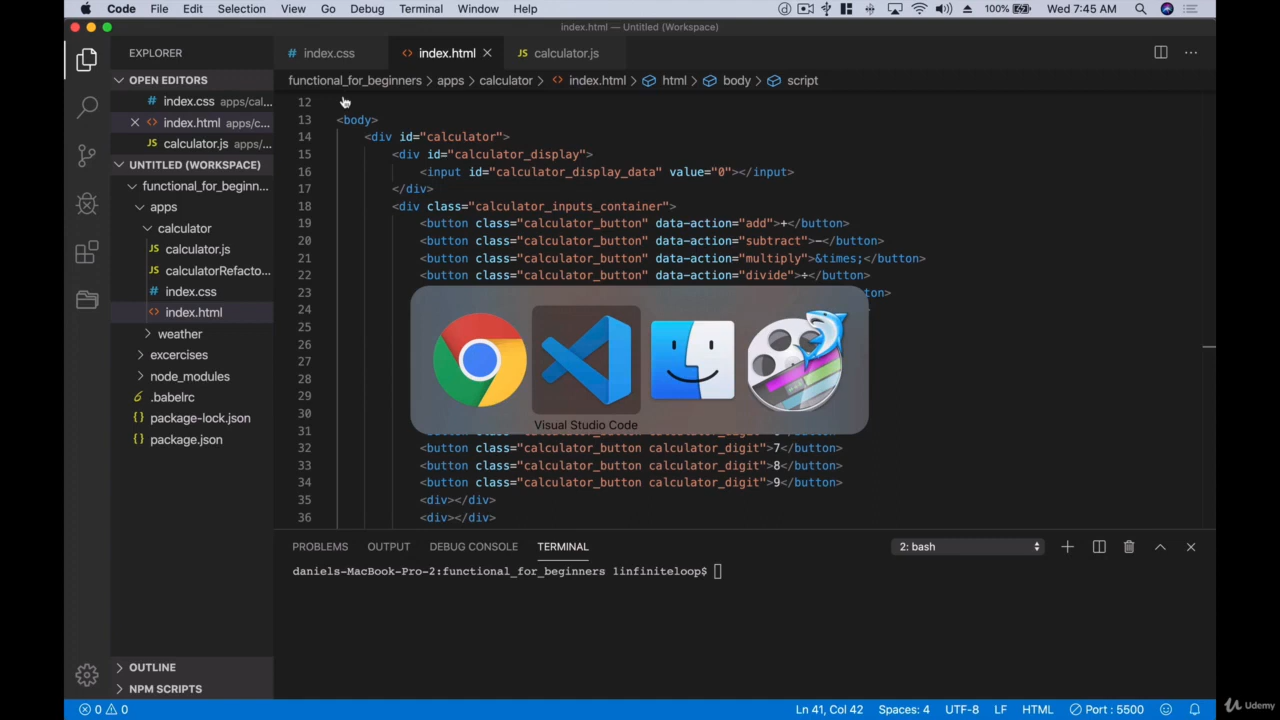 Code File Edit Selection View Go Debug Terminal Window Help 100% Wed 7:45 AM
index.html — Untitled (Workspace)
EXPLORER
# index.css
<> index.html
JS calculator.js
functional_for_beginners > apps > calculator > <> index.html > html > body > script
OPEN EDITORS
# index.css apps/cal...
<> index.html apps/c...
JS calculator.js apps/...
UNTITLED (WORKSPACE)
functional_for_beginn...
apps
calculator
JS calculator.js
JS calculatorRefacto...
# index.css
<> index.html
weather
excercises
node_modules
.babelrc
{} package-lock.json
{} package.json
OUTLINE
NPM SCRIPTS
12
13 <body>
14 <div id="calculator">
15 <div id="calculator_display">
16 <input id="calculator_display_data" value="0"></input>
17 </div>
18 <div class="calculator_inputs_container">
19 <button class="calculator_button" data-action="add">+</button>
20 <button class="calculator_button" data-action="subtract">−</button>
21 <button class="calculator_button" data-action="multiply">&times;</button>
22 <button class="calculator_button" data-action="divide">÷</button>
23 ton>
24
25
26
27
28
29
30
31
32 <button class="calculator_button calculator_digit">7</button>
33 <button class="calculator_button calculator_digit">8</button>
34 <button class="calculator_button calculator_digit">9</button>
35 <div></div>
36 <div></div>
Visual Studio Code
PROBLEMS OUTPUT DEBUG CONSOLE TERMINAL 2: bash
daniels-MacBook-Pro-2:functional_for_beginners linfiniteloop$
0 0 Ln 41, Col 42 Spaces: 4 UTF-8 LF HTML Port : 5500
Udemy